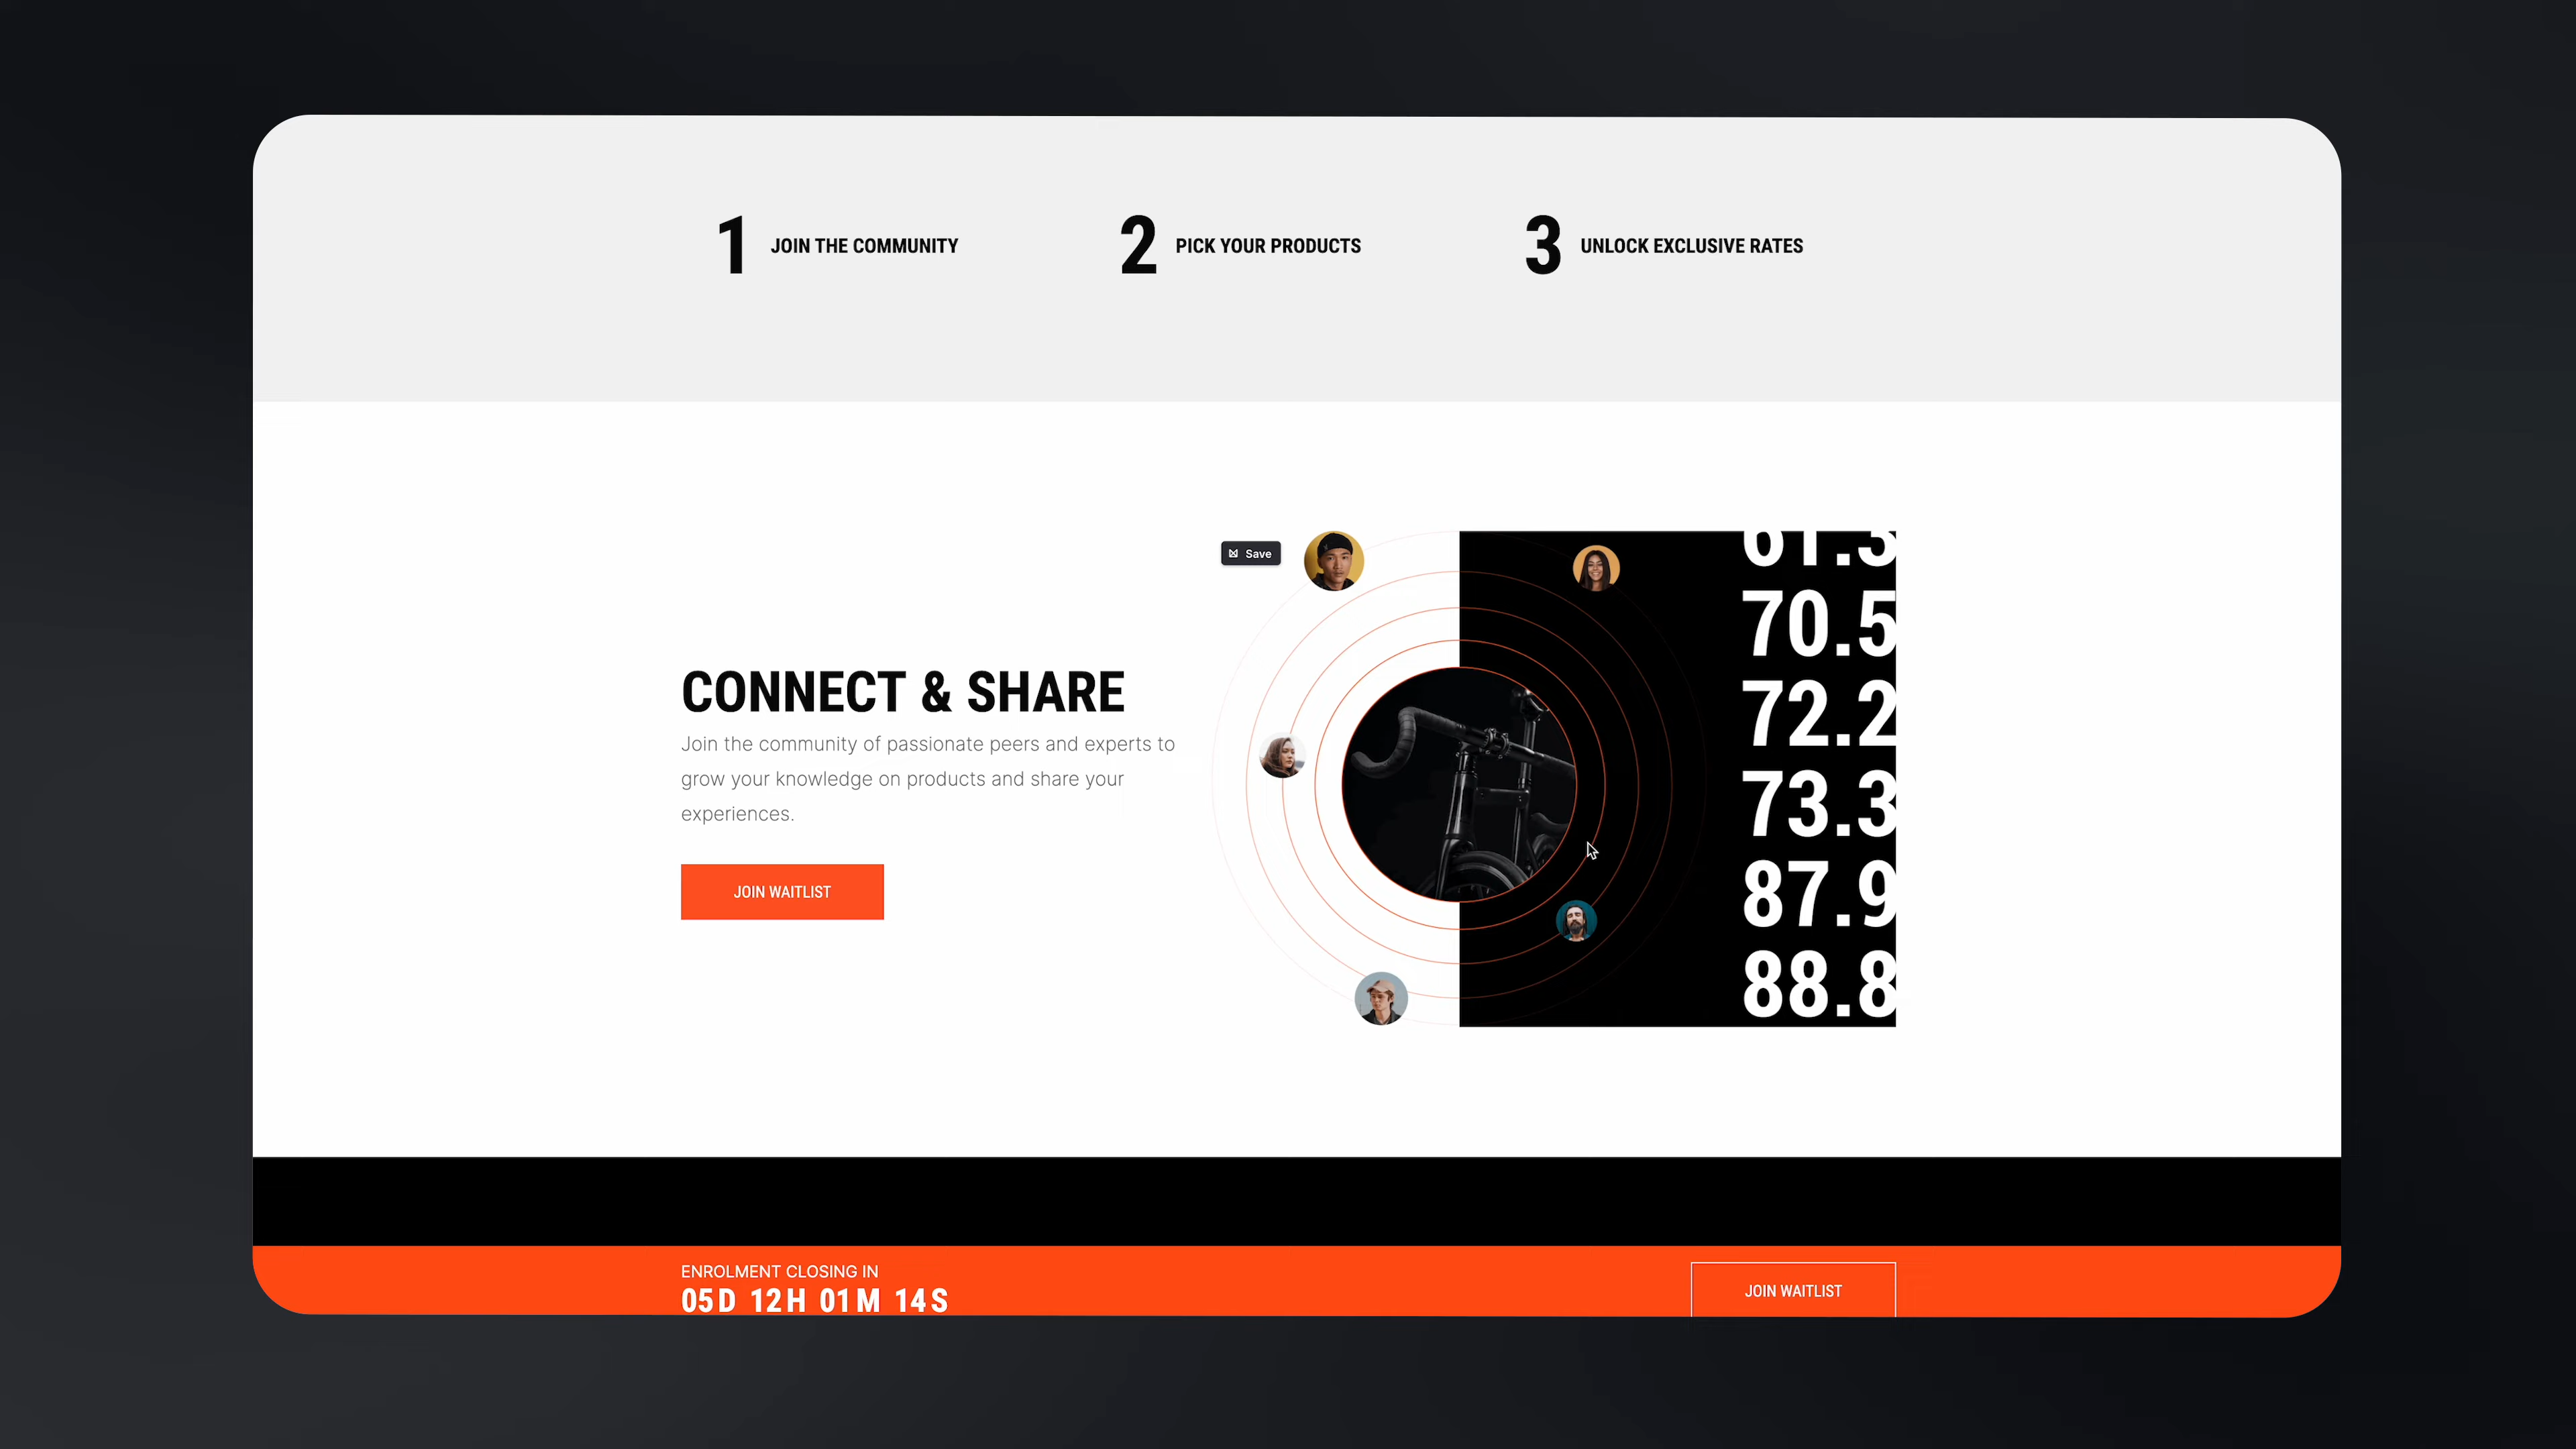 1 JOIN THE COMMUNITY
2 PICK YOUR PRODUCTS
3 UNLOCK EXCLUSIVE RATES
Save
CONNECT & SHARE
Join the community of passionate peers and experts to
grow your knowledge on products and share your
experiences.
JOIN WAITLIST
61.3
70.5
72.2
73.3
87.9
88.8
ENROLMENT CLOSING IN
05D 12H 01M 14S
JOIN WAITLIST